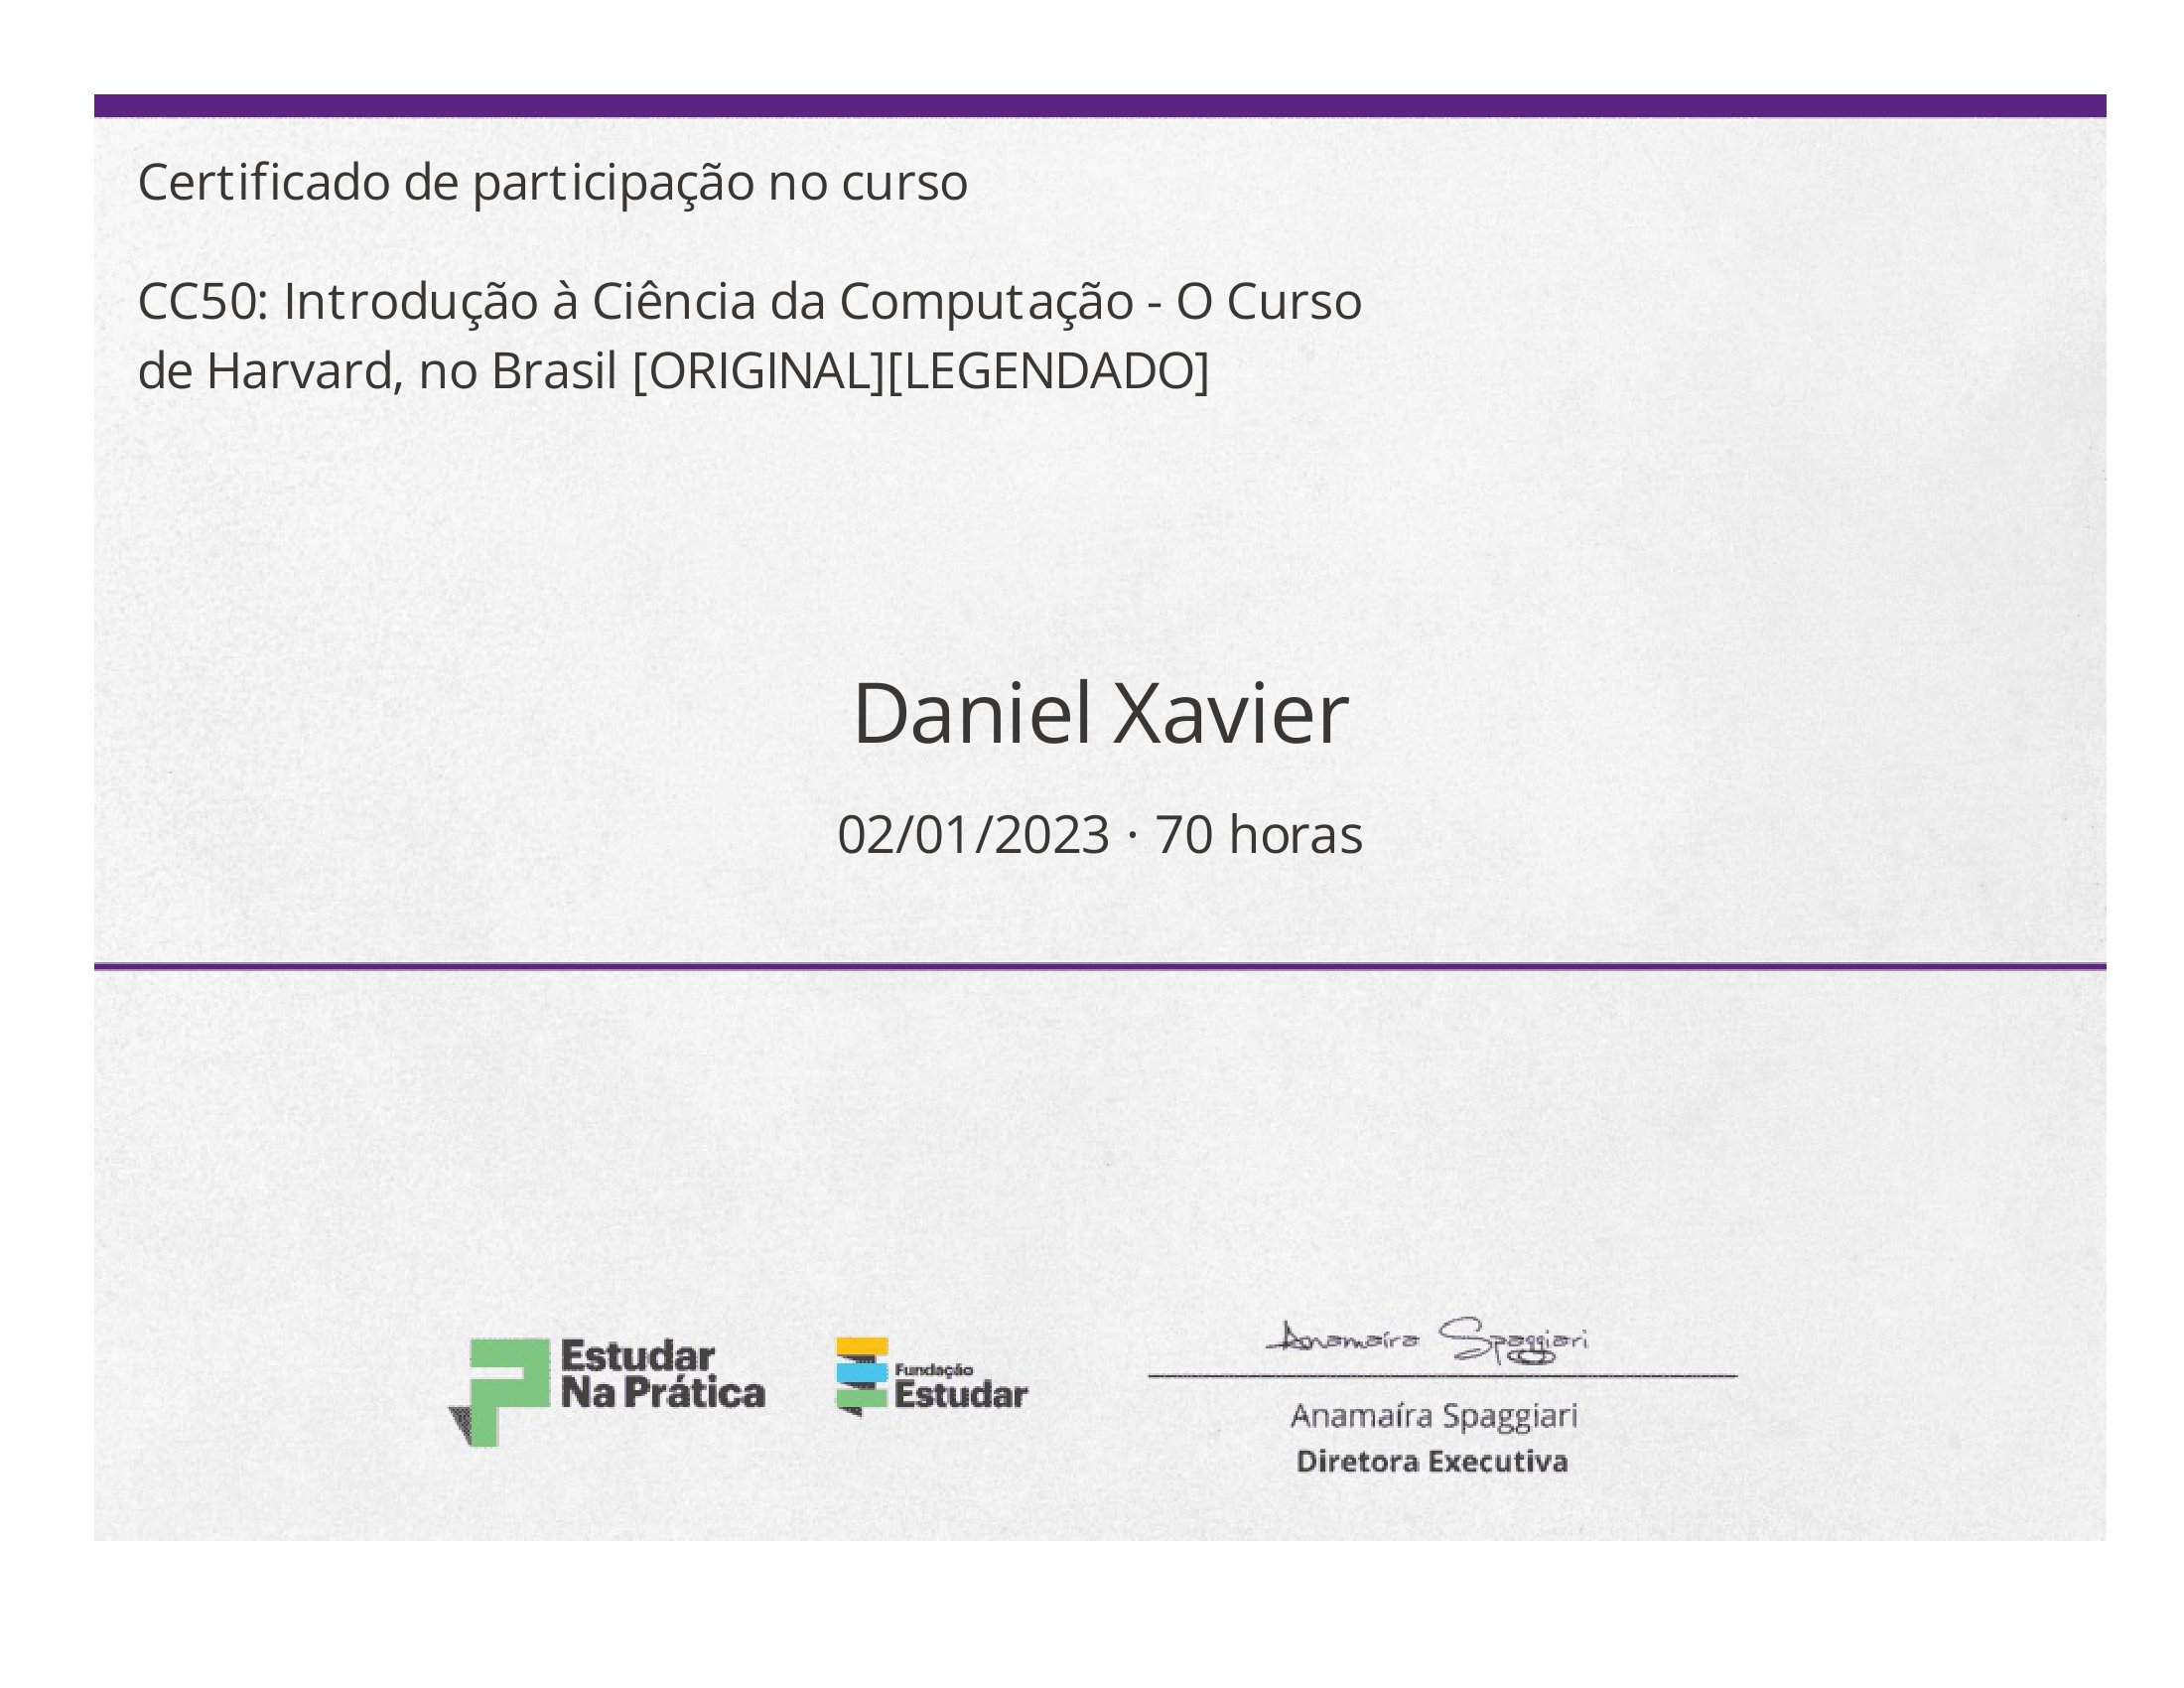 Certificado de participação no curso
CC50: Introdução à Ciência da Computação - O Curso
de Harvard, no Brasil [ORIGINAL][LEGENDADO]
Daniel Xavier
02/01/2023 · 70 horas
Estudar
Na Prática
Fundação
Estudar
Anamaíra Spaggiari
Anamaíra Spaggiari
Diretora Executiva